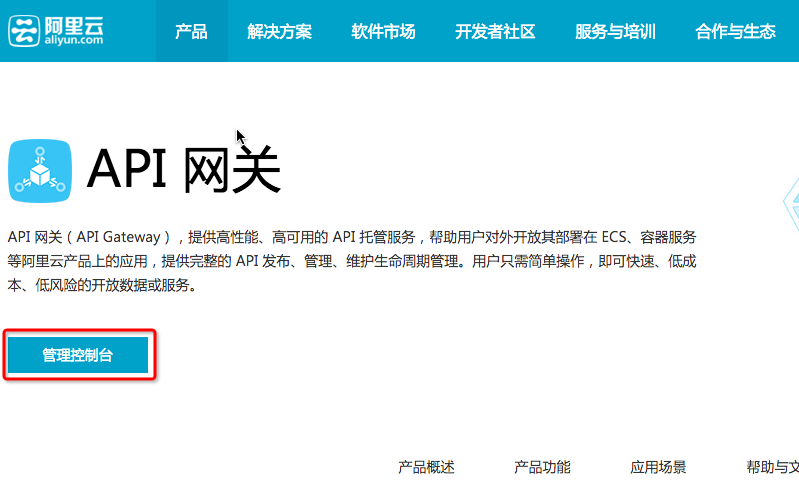 阿里云
aliyun.com
产品 解决方案 软件市场 开发者社区 服务与培训 合作与生态
API 网关
API 网关（API Gateway），提供高性能、高可用的 API 托管服务，帮助用户对外开放其部署在 ECS、容器服务
等阿里云产品上的应用，提供完整的 API 发布、管理、维护生命周期管理。用户只需简单操作，即可快速、低成
本、低风险的开放数据或服务。
管理控制台
产品概述 产品功能 应用场景 帮助与文